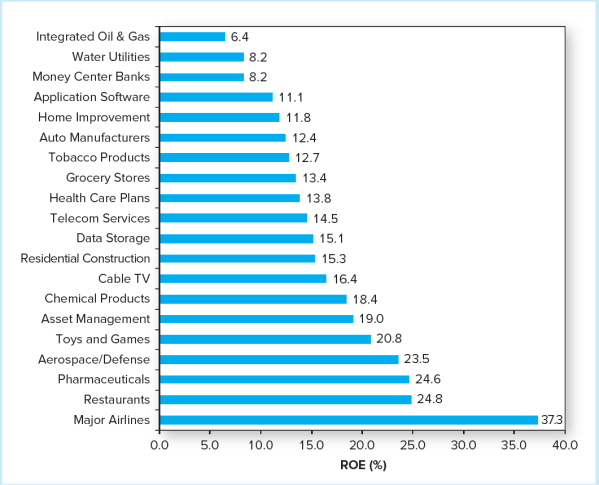 Integrated Oil & Gas 6.4
Water Utilities 8.2
Money Center Banks 8.2
Application Software 11.1
Home Improvement 11.8
Auto Manufacturers 12.4
Tobacco Products 12.7
Grocery Stores 13.4
Health Care Plans 13.8
Telecom Services 14.5
Data Storage 15.1
Residential Construction 15.3
Cable TV 16.4
Chemical Products 18.4
Asset Management 19.0
Toys and Games 20.8
Aerospace/Defense 23.5
Pharmaceuticals 24.6
Restaurants 24.8
Major Airlines 37.3
0.0 5.0 10.0 15.0 20.0 25.0 30.0 35.0 40.0
ROE (%)